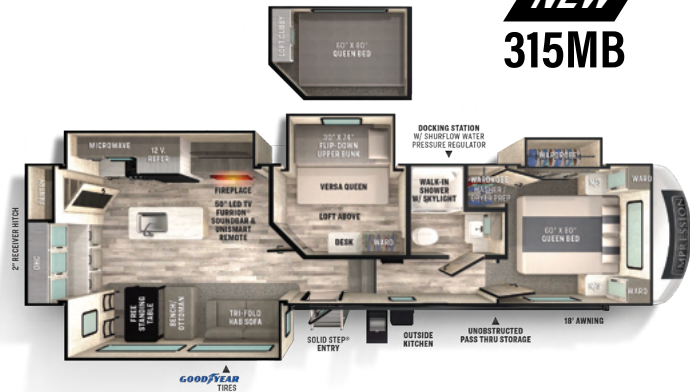 NEW
315MB
LOFT CLOSET
60" X 80"
QUEEN BED
DOCKING STATION
W/ SHURFLOW WATER
PRESSURE REGULATOR
MICROWAVE
12 V.
REFER
30" X 74"
FLIP-DOWN
UPPER BUNK
WARDROBE
PANTRY
FIREPLACE
50" LED TV
FURRION®
SOUNDBAR &
UNISMART
REMOTE
VERSA QUEEN
LOFT ABOVE
DESK
WARD
WALK-IN
SHOWER
W/ SKYLIGHT
WARDROBE
WASHER /
DRYER PREP
N/S
WARD
60" X 80"
QUEEN BED
N/S
WARD
IMPRESSION
2" RECEIVER HITCH
OHC
FREE
STANDING
TABLE
BENCH/
OTTOMAN
TRI-FOLD
HAB SOFA
SOLID STEP®
ENTRY
OUTSIDE
KITCHEN
UNOBSTRUCTED
PASS THRU STORAGE
18' AWNING
GOODYEAR
TIRES